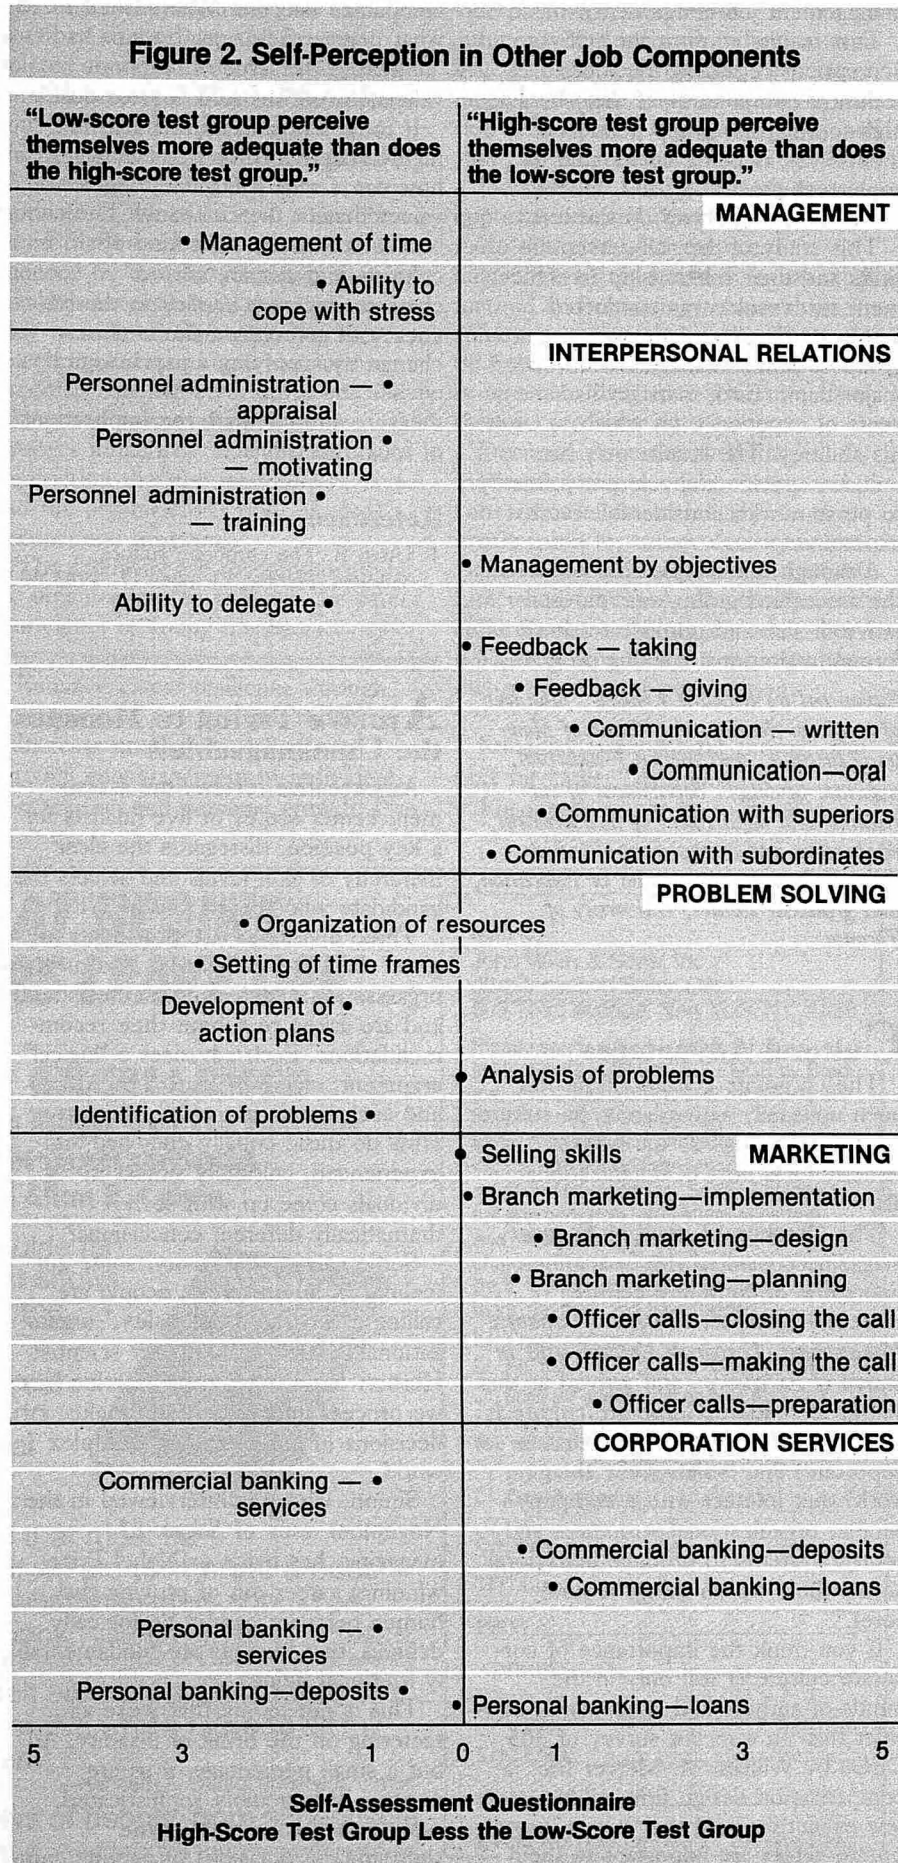 Figure 2. Self-Perception in Other Job Components
“Low-score test group perceive
themselves more adequate than does
the high-score test group.”
“High-score test group perceive
themselves more adequate than does
the low-score test group.”
MANAGEMENT
• Management of time
• Ability to
cope with stress
INTERPERSONAL RELATIONS
Personnel administration — •
appraisal
Personnel administration •
— motivating
Personnel administration •
— training
• Management by objectives
Ability to delegate •
• Feedback — taking
• Feedback — giving
• Communication — written
• Communication—oral
• Communication with superiors
• Communication with subordinates
PROBLEM SOLVING
• Organization of resources
• Setting of time frames
Development of •
action plans
• Analysis of problems
Identification of problems •
• Selling skills
MARKETING
• Branch marketing—implementation
• Branch marketing—design
• Branch marketing—planning
• Officer calls—closing the call
• Officer calls—making the call
• Officer calls—preparation
CORPORATION SERVICES
Commercial banking — •
services
• Commercial banking—deposits
• Commercial banking—loans
Personal banking — •
services
Personal banking—deposits •
• Personal banking—loans
5 3 1 0 1 3 5
Self-Assessment Questionnaire
High-Score Test Group Less the Low-Score Test Group